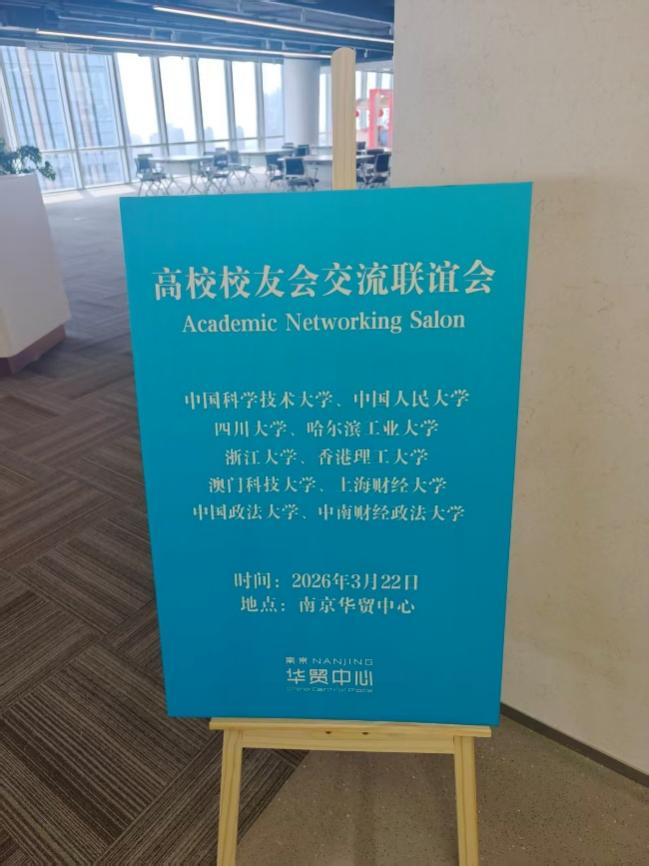 高校校友会交流联谊会
Academic Networking Salon
中国科学技术大学、中国人民大学
四川大学、哈尔滨工业大学
浙江大学、香港理工大学
澳门科技大学、上海财经大学
中国政法大学、中南财经政法大学
时间：2026年3月22日
地点：南京华贸中心
南京 NANJING
华贸中心
China Central Place